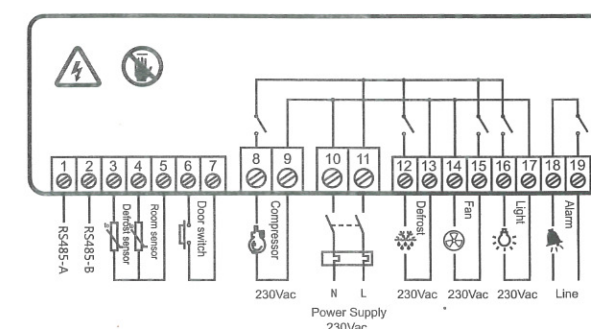 1 2 3 4 5 6 7 8 9 10 11 12 13 14 15 16 17 18 19
RS485-A
RS485-B
Defrost sensor
Room sensor
Door switch
Compressor
Defrost
Fan
Light
Alarm
230Vac N L 230Vac 230Vac 230Vac Line
Power Supply
230Vac